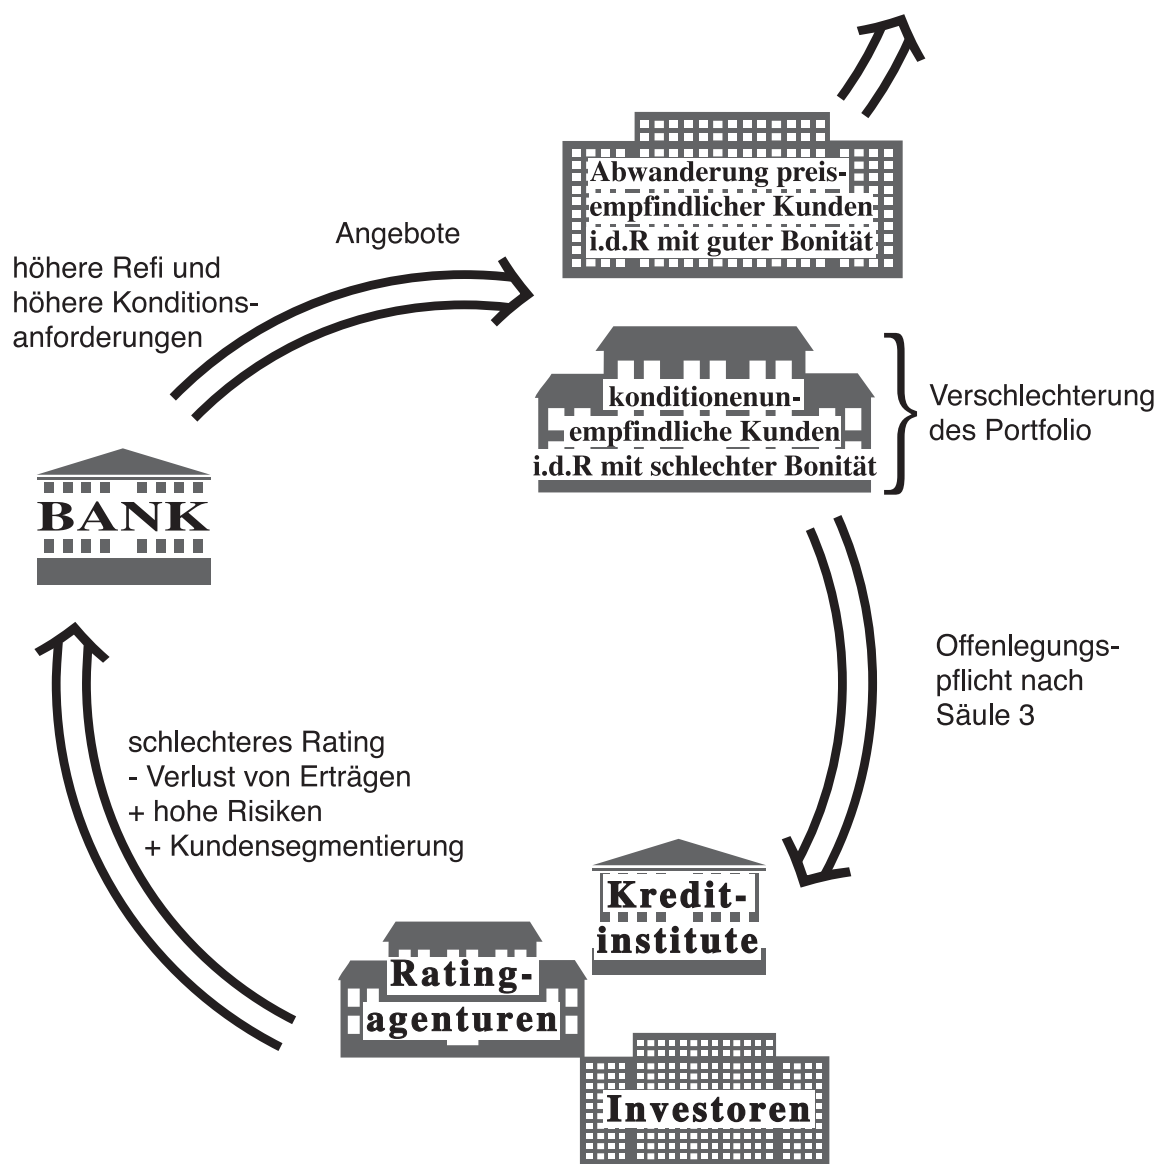 Abwanderung preis-
empfindlicher Kunden
i.d.R mit guter Bonität
Angebote
höhere Refi und
höhere Konditions-
anforderungen
konditionenun-
empfindliche Kunden
i.d.R mit schlechter Bonität
Verschlechterung
des Portfolio
BANK
Offenlegungs-
pflicht nach
Säule 3
schlechteres Rating
- Verlust von Erträgen
+ hohe Risiken
+ Kundensegmentierung
Kredit-
institute
Rating-
agenturen
Investoren